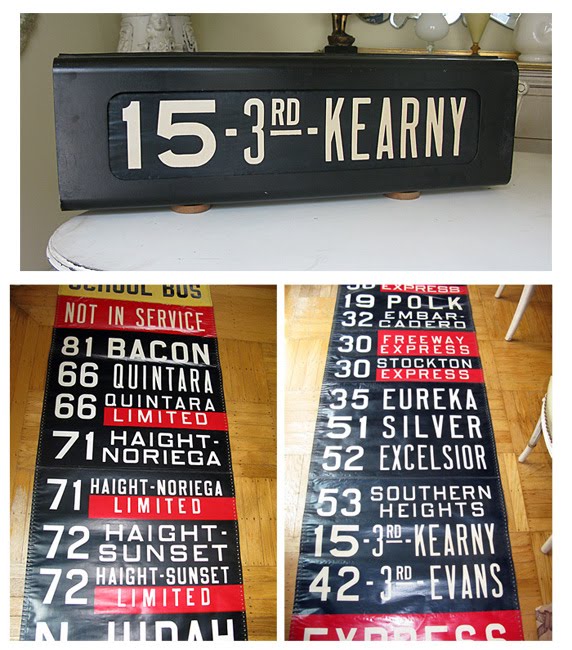 15-3RD-KEARNY
SCHOOL BUS
NOT IN SERVICE
81 BACON
66 QUINTARA
66 QUINTARA
LIMITED
71 HAIGHT-
NORIEGA
71 HAIGHT-NORIEGA
LIMITED
72 HAIGHT-
SUNSET
72 HAIGHT-SUNSET
LIMITED
N JUDAH
EXPRESS
19 POLK
32 EMBAR-
CADERO
30 FREEWAY
EXPRESS
30 STOCKTON
EXPRESS
35 EUREKA
51 SILVER
52 EXCELSIOR
53 SOUTHERN
HEIGHTS
15-3RD-KEARNY
42-3RD-EVANS
EXPRESS